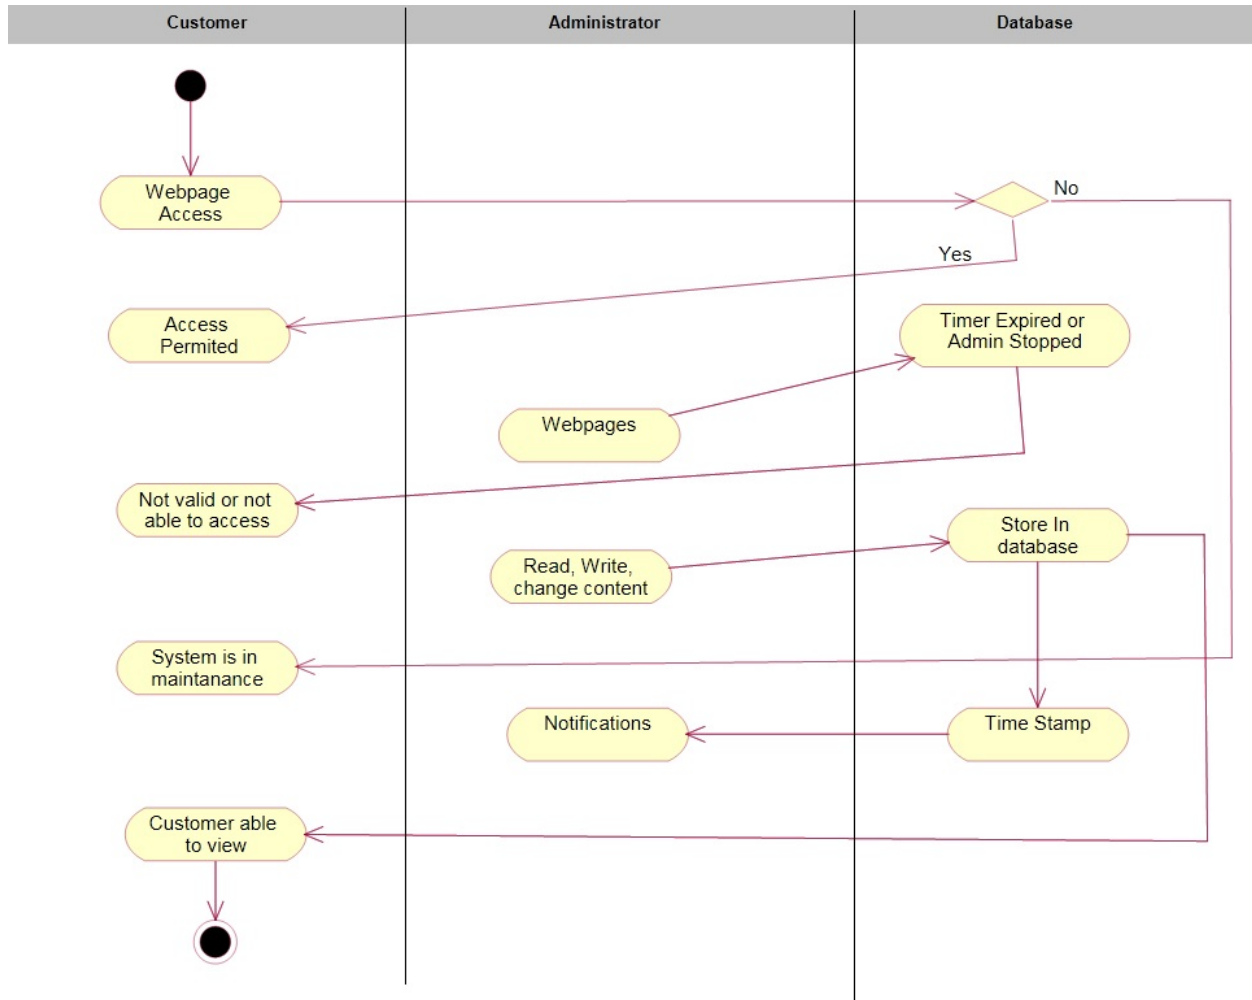 Customer
Administrator
Database
Webpage
Access
No
Yes
Access
Permited
Timer Expired or
Admin Stopped
Webpages
Not valid or not
able to access
Store In
database
Read, Write,
change content
System is in
maintanance
Notifications
Time Stamp
Customer able
to view